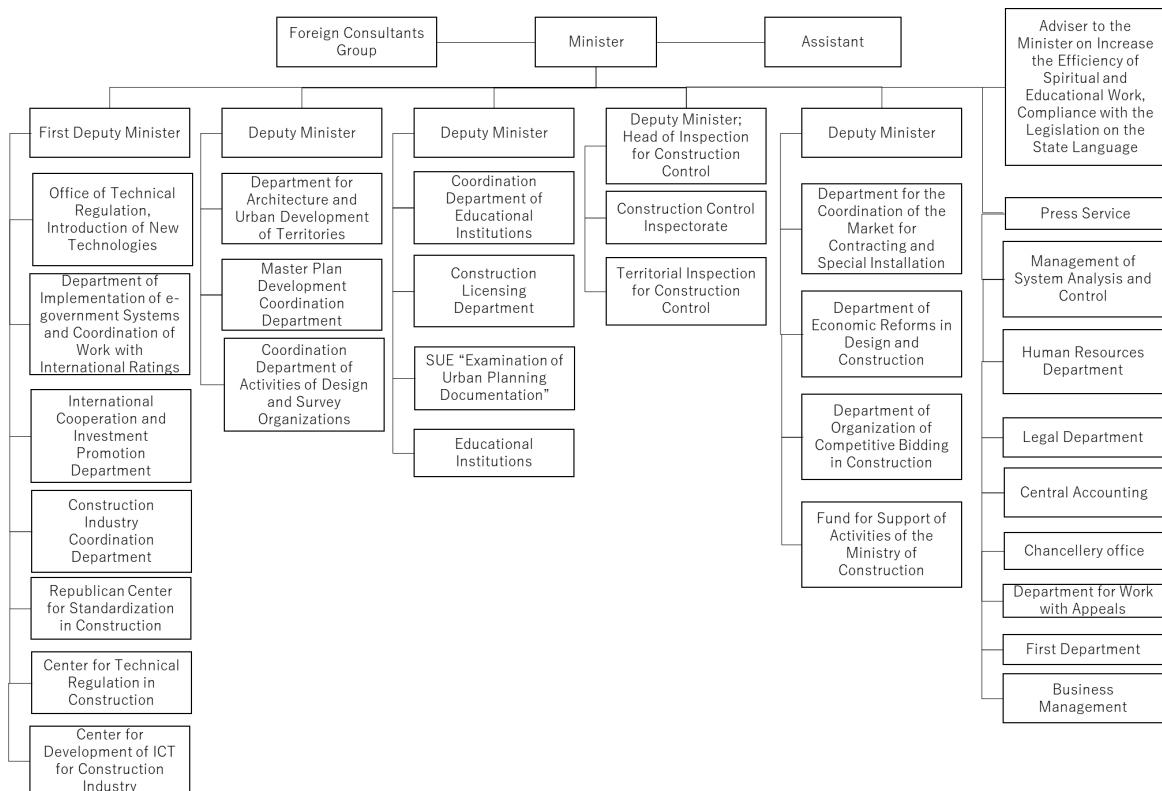 Foreign Consultants
Group
Minister
Assistant
Adviser to the
Minister on Increase
the Efficiency of
Spiritual and
Educational Work,
Compliance with the
Legislation on the
State Language
First Deputy Minister
Office of Technical
Regulation,
Introduction of New
Technologies
Department of
Implementation of e-
government Systems
and Coordination of
Work with
International Ratings
International
Cooperation and
Investment
Promotion
Department
Construction
Industry
Coordination
Department
Republican Center
for Standardization
in Construction
Center for Technical
Regulation in
Construction
Center for
Development of ICT
for Construction
Industry
Deputy Minister
Department for
Architecture and
Urban Development
of Territories
Master Plan
Development
Coordination
Department
Coordination
Department of
Activities of Design
and Survey
Organizations
Deputy Minister
Coordination
Department of
Educational
Institutions
Construction
Licensing
Department
SUE “Examination of
Urban Planning
Documentation”
Educational
Institutions
Deputy Minister;
Head of Inspection
for Construction
Control
Construction Control
Inspectorate
Territorial Inspection
for Construction
Control
Deputy Minister
Department for the
Coordination of the
Market for
Contracting and
Special Installation
Department of
Economic Reforms in
Design and
Construction
Department of
Organization of
Competitive Bidding
in Construction
Fund for Support of
Activities of the
Ministry of
Construction
Press Service
Management of
System Analysis and
Control
Human Resources
Department
Legal Department
Central Accounting
Chancellery office
Department for Work
with Appeals
First Department
Business
Management